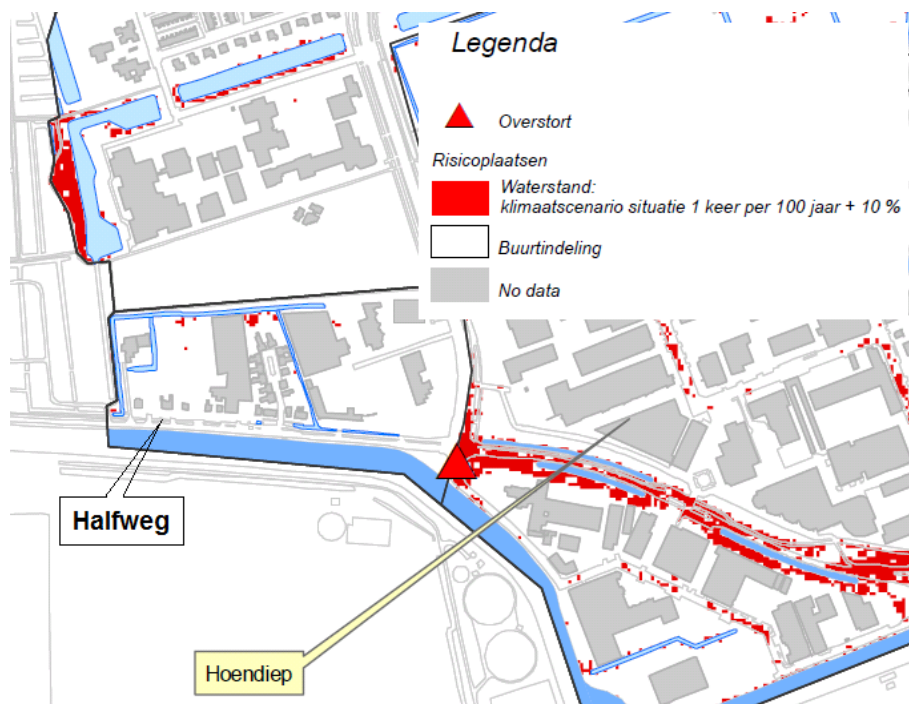 Legenda
Overstort
Risicoplaatsen
Waterstand:
klimaatscenario situatie 1 keer per 100 jaar + 10 %
Buurtindeling
No data
Halfweg
Hoendiep